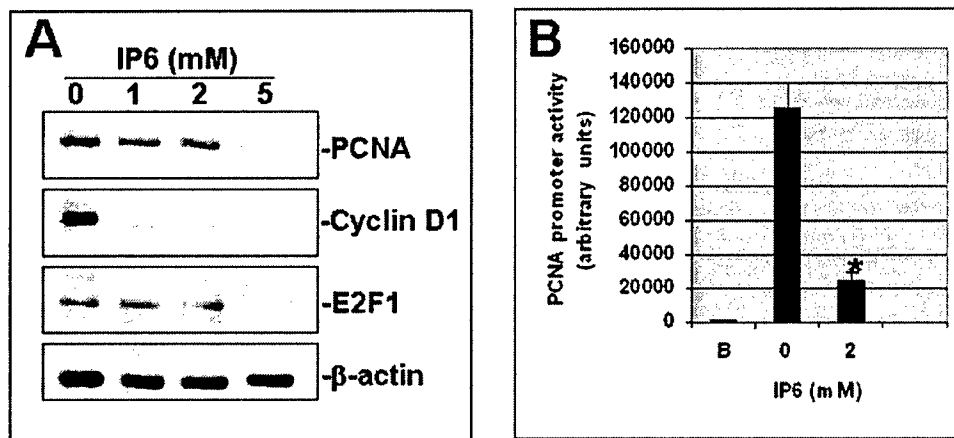 A
IP6 (mM)
0 1 2 5
-PCNA
-Cyclin D1
-E2F1
-β-actin
B
PCNA promoter activity
(arbitrary units)
160000
140000
120000
100000
80000
60000
40000
20000
0
*
B 0 2
IP6 (mM)